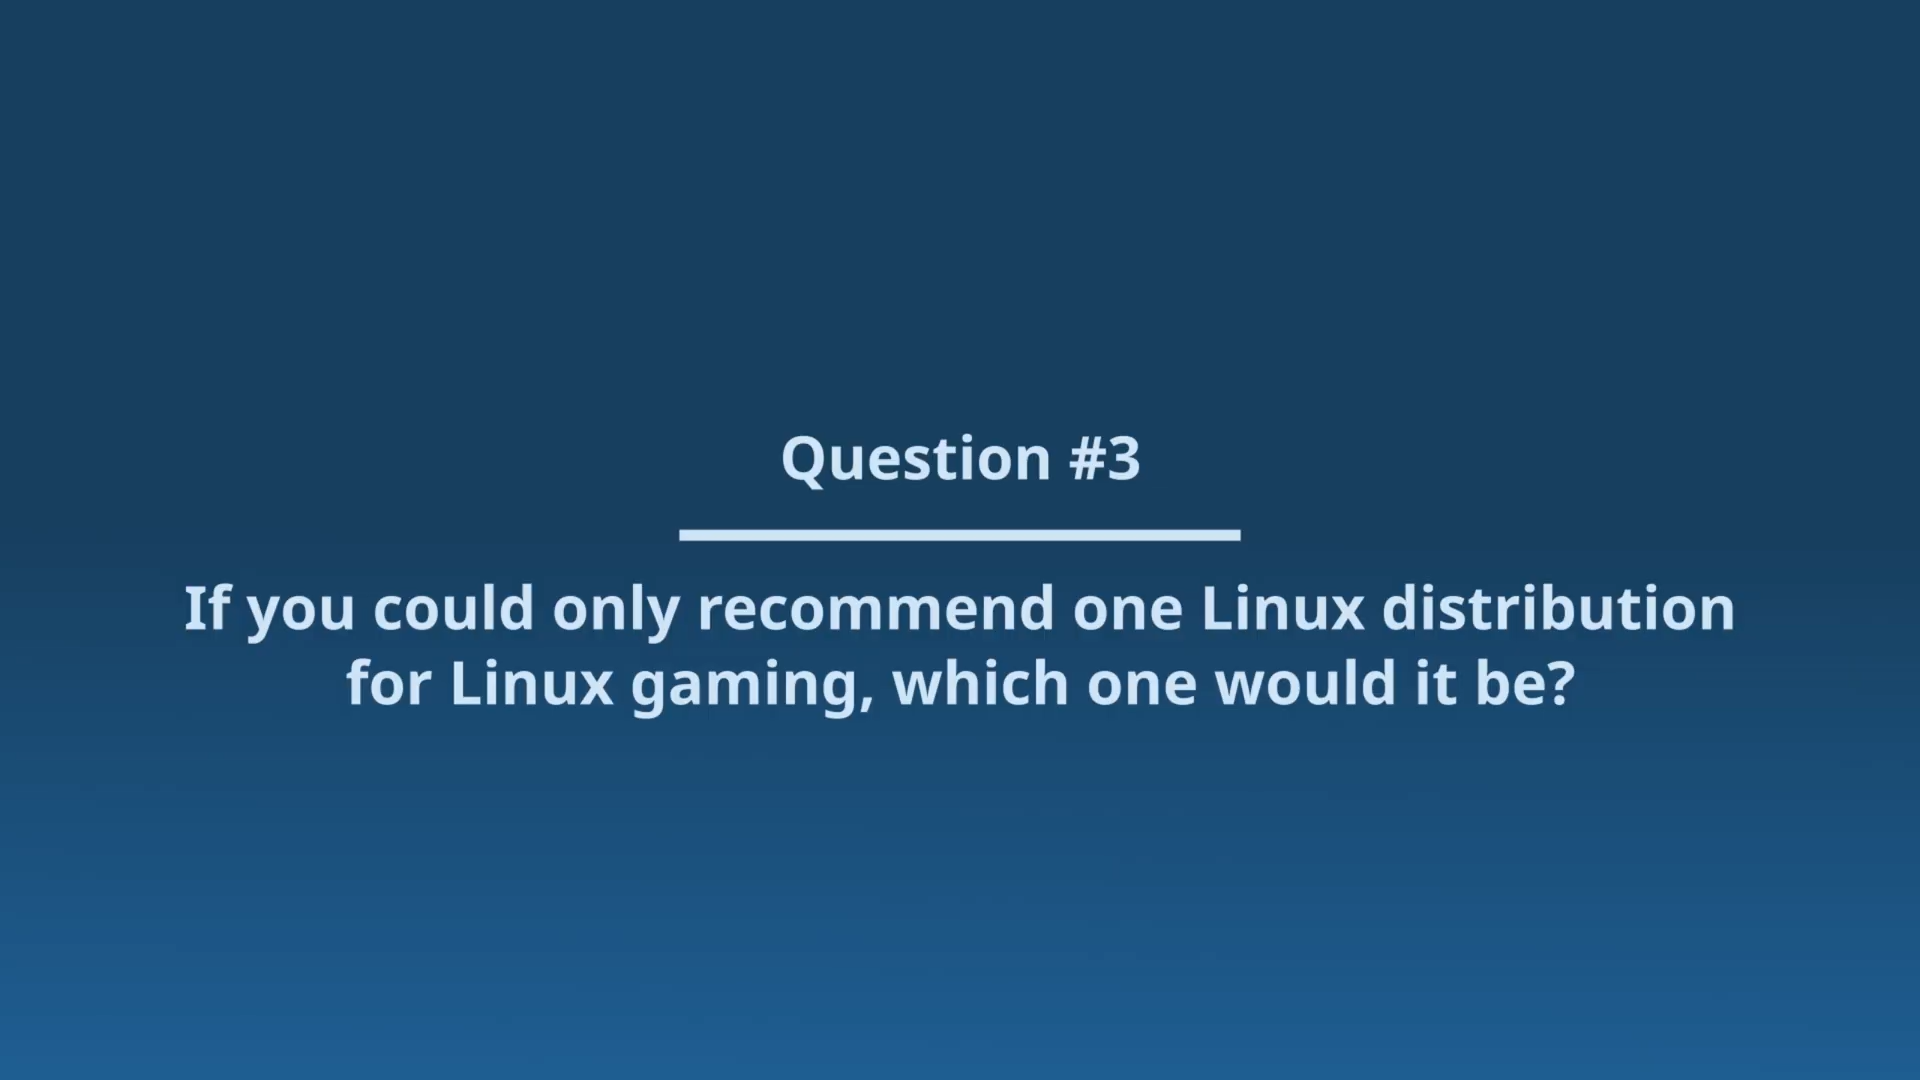 Question #3
If you could only recommend one Linux distribution
for Linux gaming, which one would it be?